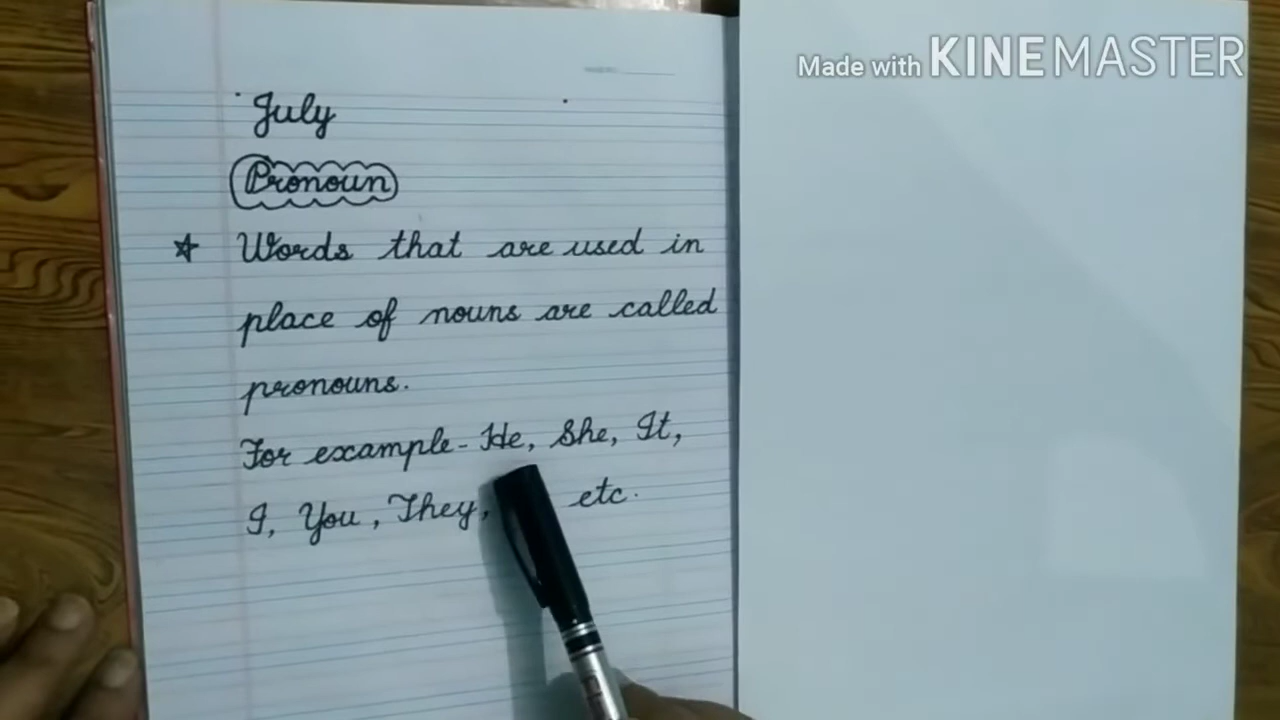 Made with KINEMASTER
July
Pronoun
☆ Words that are used in
place of nouns are called
pronouns.
For example - He, She, It,
I, You, They, etc.